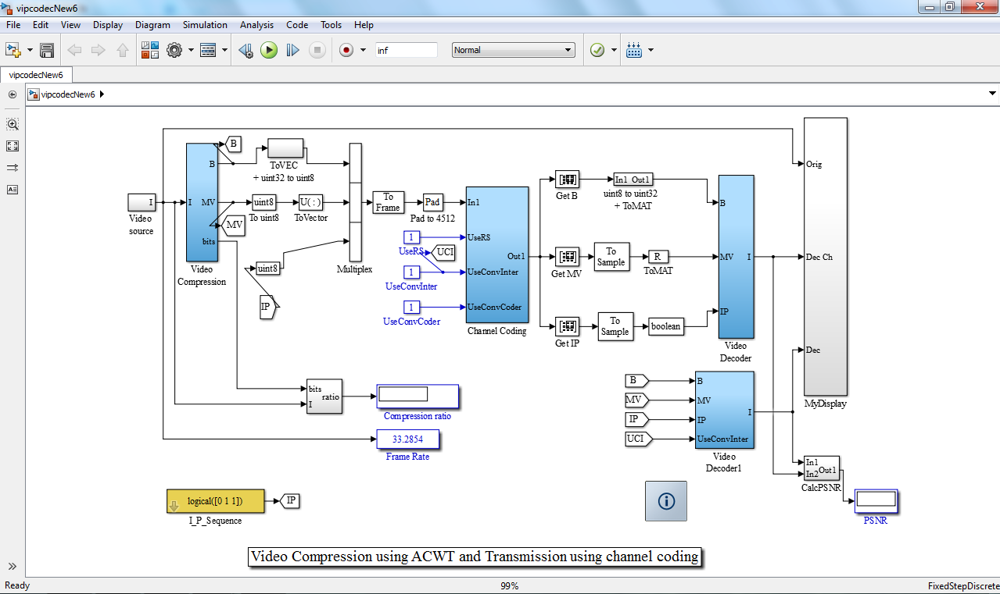 vipcodecNew6
File Edit View Display Diagram Simulation Analysis Code Tools Help
inf
Normal
vipcodecNew6
vipcodecNew6
B
B
ToVEC
+ uint32 to uint8
I
Video
source
I
MV
uint8
To uint8
U( : )
ToVector
MV
bits
Video
Compression
uint8
IP
Multiplex
To
Frame
Pad
Pad to 4512
In1
1
UseRS
UseRS
UCI
1
UseConvInter
UseConvInter
1
UseConvCoder
UseConvCoder
Out1
Channel Coding
Get B
In1 Out1
uint8 to uint32
+ ToMAT
Get MV
To
Sample
R
ToMAT
Get IP
To
Sample
boolean
B
MV
IP
I
Video
Decoder
Orig
Dec Ch
Dec
MyDisplay
bits
I
ratio
Compression ratio
33.2854
Frame Rate
B
MV
IP
UCI
B
MV
IP
UseConvInter
I
Video
Decoder1
In1
In2
Out1
CalcPSNR
PSNR
logical([0 1 1])
IP
I_P_Sequence
Video Compression using ACWT and Transmission using channel coding
Ready
99%
FixedStepDiscrete